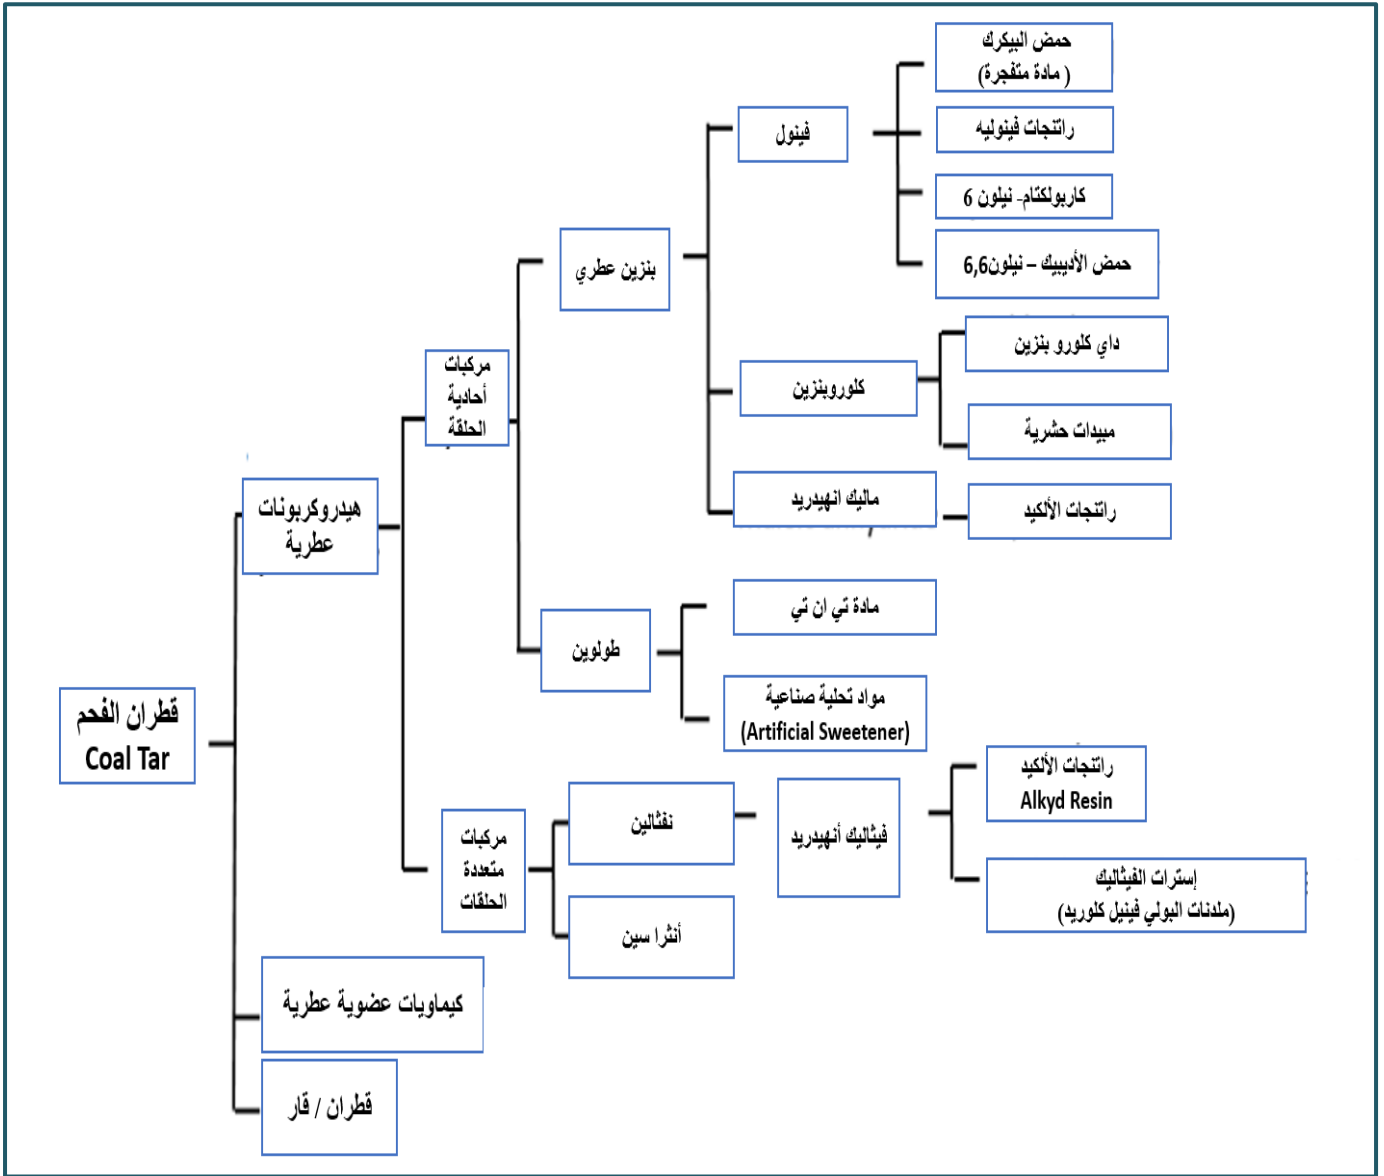 حمض البيكرك
( مادة متفجرة)
فينول
راتنجات فينوليه
كاربولكتام- نيلون 6
حمض الأديبيك – نيلون6,6
بنزين عطري
داي كلورو بنزين
كلوروبنزين
مبيدات حشرية
مركبات
أحادية
الحلقة
ماليك انهيدريد
راتنجات الألكيد
هيدروكربونات
عطرية
مادة تي ان تي
طولوين
مواد تحلية صناعية
(Artificial Sweetener)
قطران الفحم
Coal Tar
راتنجات الألكيد
Alkyd Resin
نفثالين
فيثاليك أنهيدريد
مركبات
متعددة
الحلقات
إسترات الفيثاليك
(ملدنات البولي فينيل كلوريد)
أنثرا سين
كيماويات عضوية عطرية
قطران / قار